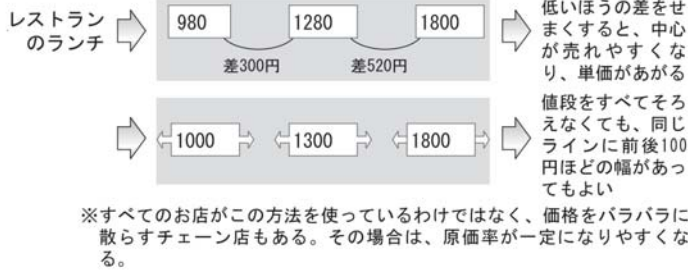 レストラン
のランチ
980
1280
1800
差300円
差520円
低いほうの差をせ
まくすると、中心
が売れやすくな
り、単価があがる
1000
1300
1800
値段をすべてそろ
えなくても、同じ
ラインに前後100
円ほどの幅があっ
てもよい
※すべてのお店がこの方法を使っているわけではなく、価格をバラバラに
散らすチェーン店もある。その場合は、原価率が一定になりやすくな
る。